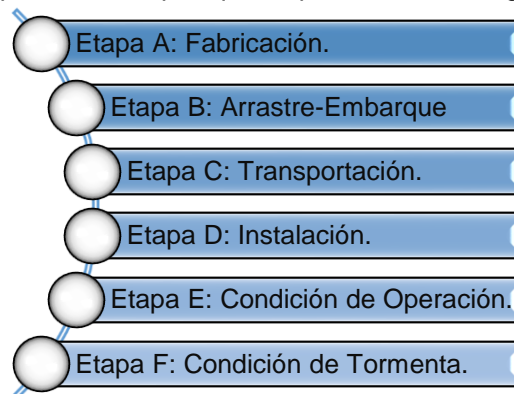 Etapa A: Fabricación.
Etapa B: Arrastre-Embarque
Etapa C: Transportación.
Etapa D: Instalación.
Etapa E: Condición de Operación.
Etapa F: Condición de Tormenta.